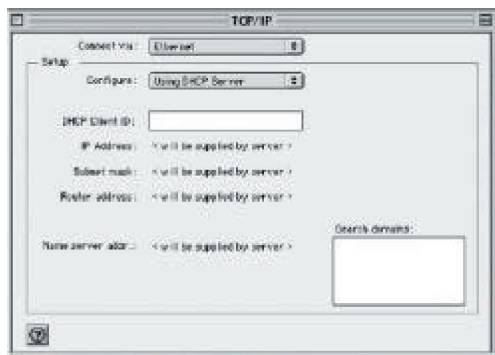 TCP/IP
Connect via: Ethernet
Setup
Configure: Using DHCP Server
DHCP Client ID:
IP Address: < will be supplied by server >
Subnet mask: < will be supplied by server >
Router address: < will be supplied by server >
Search domains:
Name server addr.: < will be supplied by server >
?